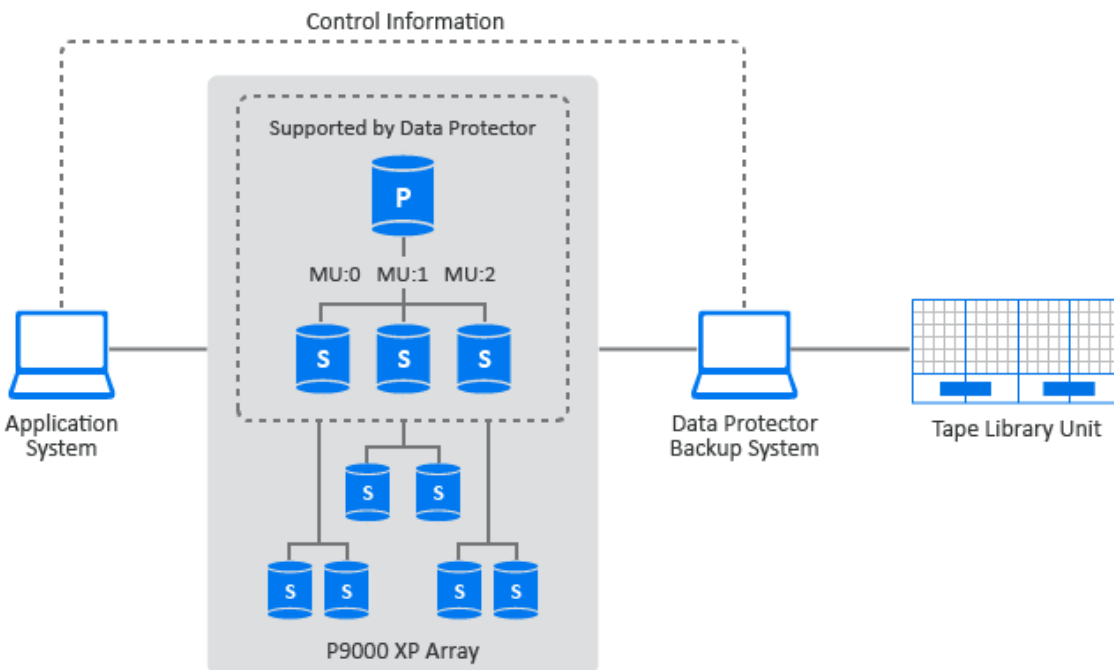 Control Information
Supported by Data Protector
P
MU:0 MU:1 MU:2
S S S
Application
System
Data Protector
Backup System
Tape Library Unit
S S
S S S S
P9000 XP Array